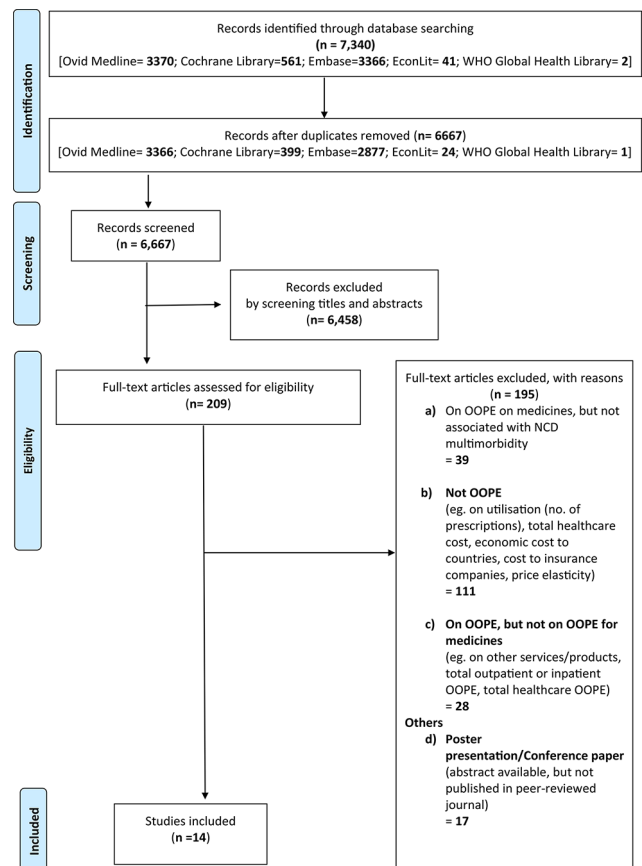 Identification
Records identified through database searching
(n = 7,340)
[Ovid Medline= 3370; Cochrane Library=561; Embase=3366; EconLit= 41; WHO Global Health Library= 2]
Records after duplicates removed (n= 6667)
[Ovid Medline= 3366; Cochrane Library=399; Embase=2877; EconLit= 24; WHO Global Health Library= 1]
Screening
Records screened
(n = 6,667)
Records excluded
by screening titles and abstracts
(n= 6,458)
Eligibility
Full-text articles assessed for eligibility
(n= 209)
Full-text articles excluded, with reasons
(n = 195)
a) On OOPE on medicines, but not
associated with NCD
multimorbidity
= 39
b) Not OOPE
(eg. on utilisation (no. of
prescriptions), total healthcare
cost, economic cost to
countries, cost to insurance
companies, price elasticity)
= 111
c) On OOPE, but not on OOPE for
medicines
(eg. on other services/products,
total outpatient or inpatient
OOPE, total healthcare OOPE)
= 28
Others
d) Poster
presentation/Conference paper
(abstract available, but not
published in peer-reviewed
journal)
= 17
Included
Studies included
(n =14)